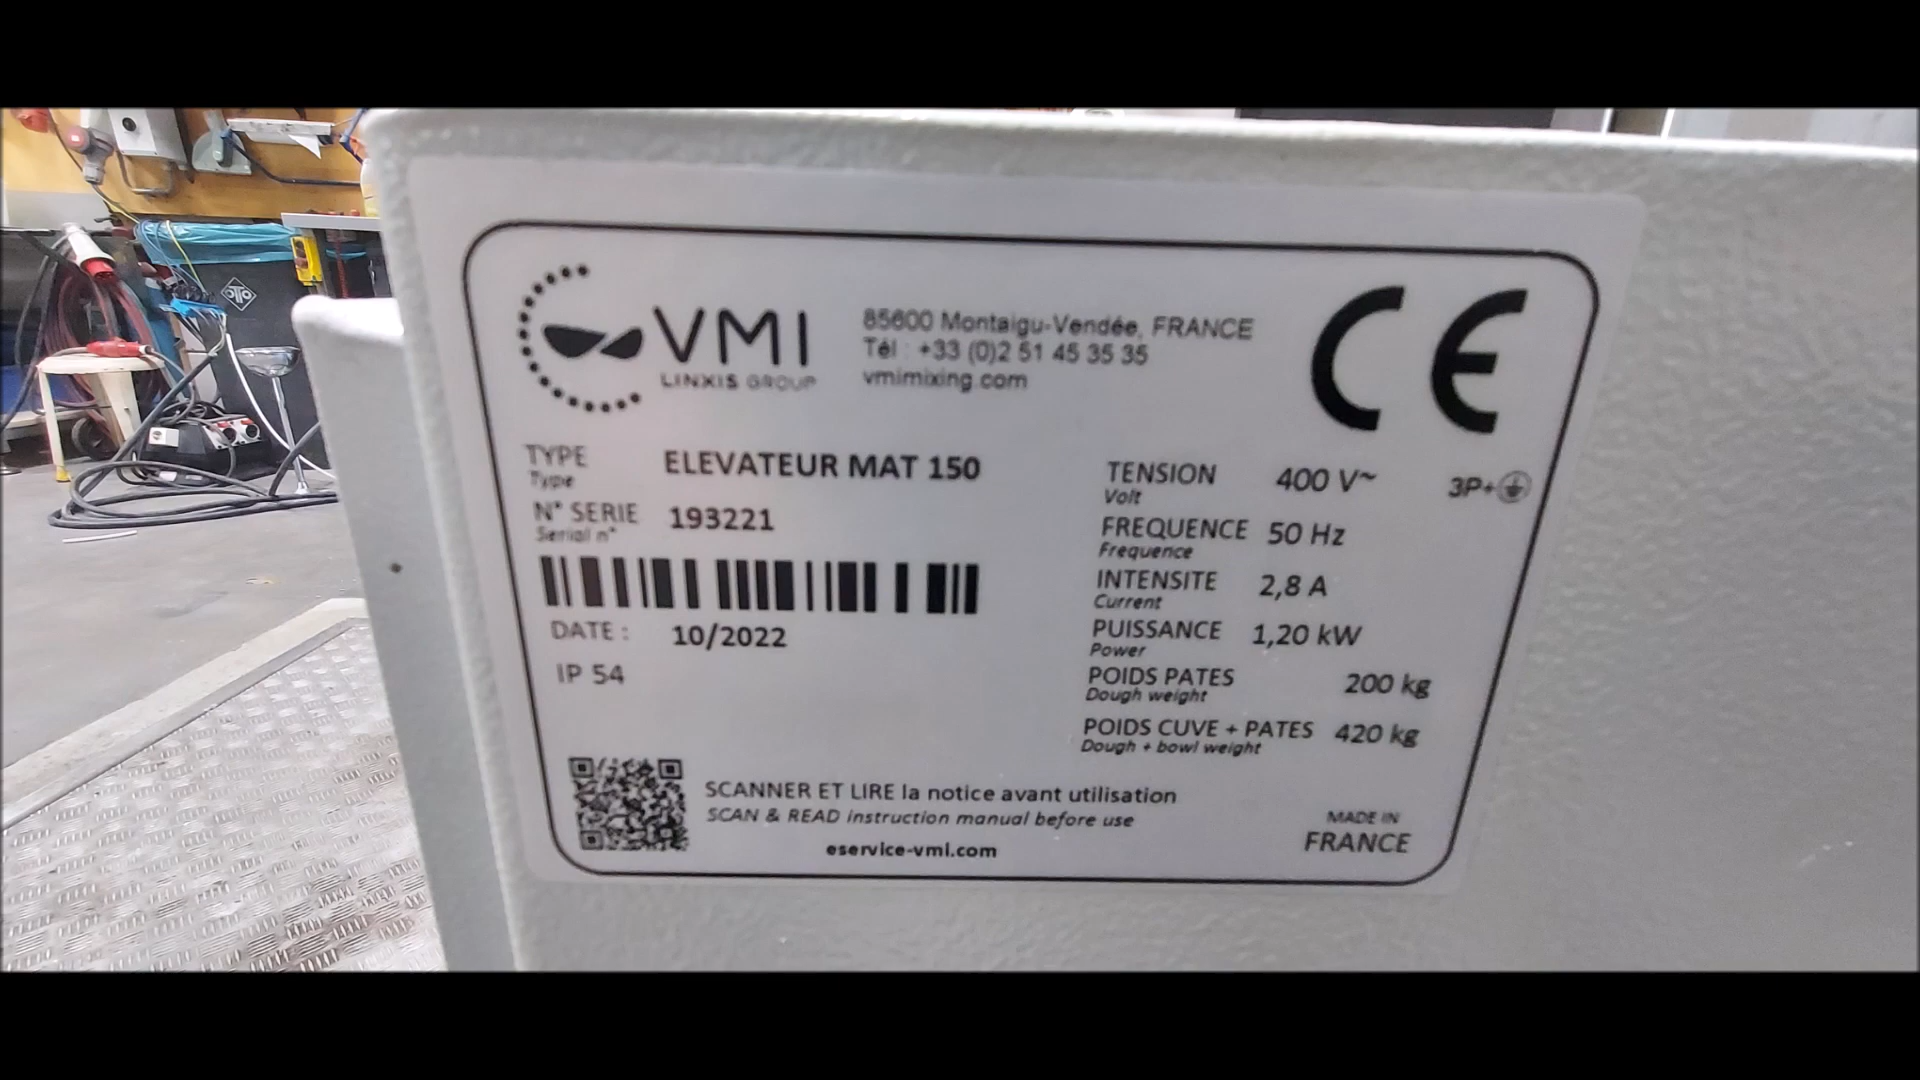 VMI
LINXIS GROUP
85600 Montaigu-Vendée, FRANCE
Tél : +33 (0)2 51 45 35 35
vmimixing.com
CE
TYPE ELEVATEUR MAT 150
Type
N° SERIE 193221
Serial n°
DATE : 10/2022
IP 54
TENSION 400 V~ 3P+
Volt
FREQUENCE 50 Hz
Frequence
INTENSITE 2,8 A
Current
PUISSANCE 1,20 kW
Power
POIDS PATES 200 kg
Dough weight
POIDS CUVE + PATES 420 kg
Dough + bowl weight
SCANNER ET LIRE la notice avant utilisation
SCAN & READ instruction manual before use
eservice-vmi.com
MADE IN
FRANCE
OTTO